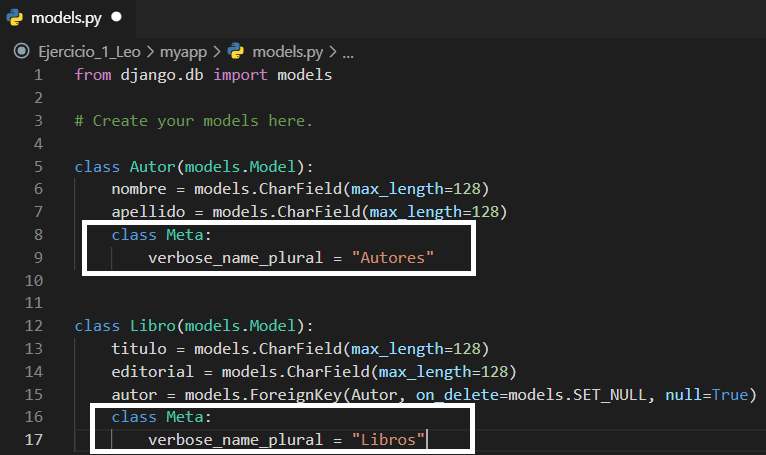 models.py
Ejercicio_1_Leo > myapp > models.py > ...
1 from django.db import models
2
3 # Create your models here.
4
5 class Autor(models.Model):
6 nombre = models.CharField(max_length=128)
7 apellido = models.CharField(max_length=128)
8 class Meta:
9 verbose_name_plural = "Autores"
10
11
12 class Libro(models.Model):
13 titulo = models.CharField(max_length=128)
14 editorial = models.CharField(max_length=128)
15 autor = models.ForeignKey(Autor, on_delete=models.SET_NULL, null=True)
16 class Meta:
17 verbose_name_plural = "Libros"